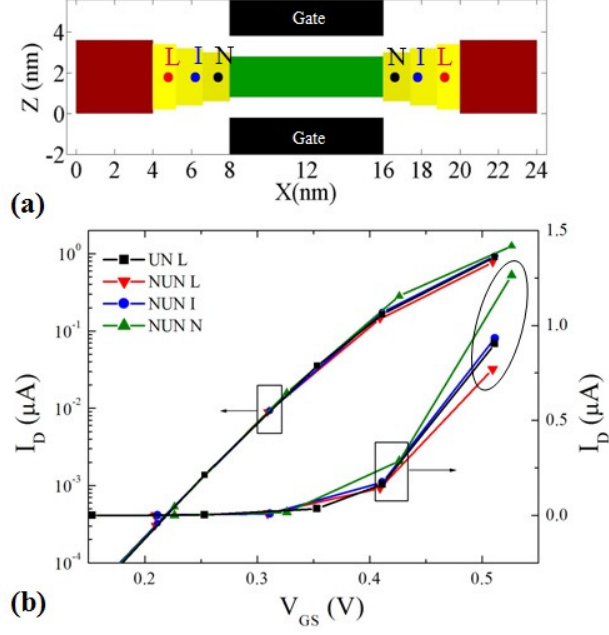 Gate
6
4
2
0
-2
Z (nm)
L I N
N I L
Gate
0 2 4 6 8 12 16 18 20 22 24
X(nm)
(a)
10⁰
10⁻¹
10⁻²
10⁻³
10⁻⁴
I_D (μA)
UN L
NUN L
NUN I
NUN N
1.5
1.0
0.5
0.0
I_D (μA)
0.2 0.3 0.4 0.5
V_GS (V)
(b)